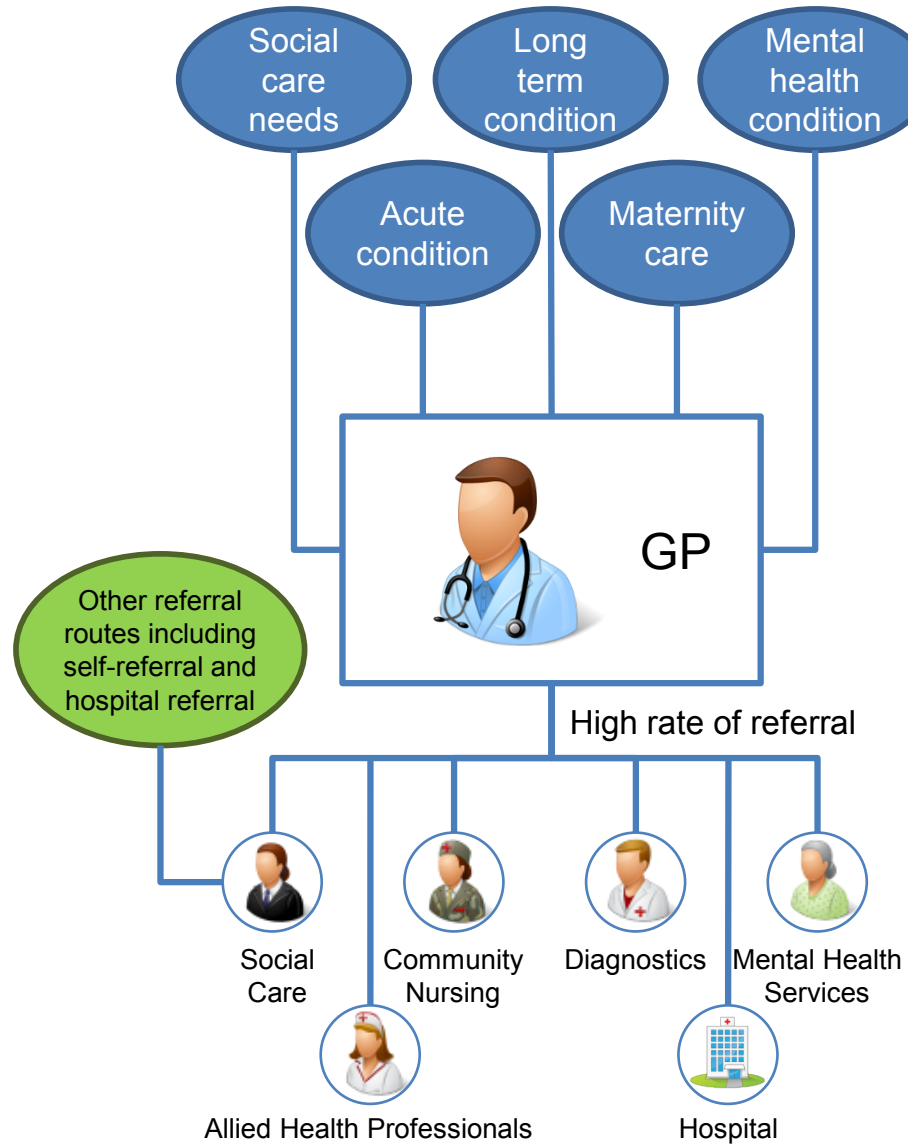 Social
care
needs
Long
term
condition
Mental
health
condition
Acute
condition
Maternity
care
GP
Other referral
routes including
self-referral and
hospital referral
High rate of referral
Social
Care
Community
Nursing
Diagnostics
Mental Health
Services
Allied Health Professionals
Hospital